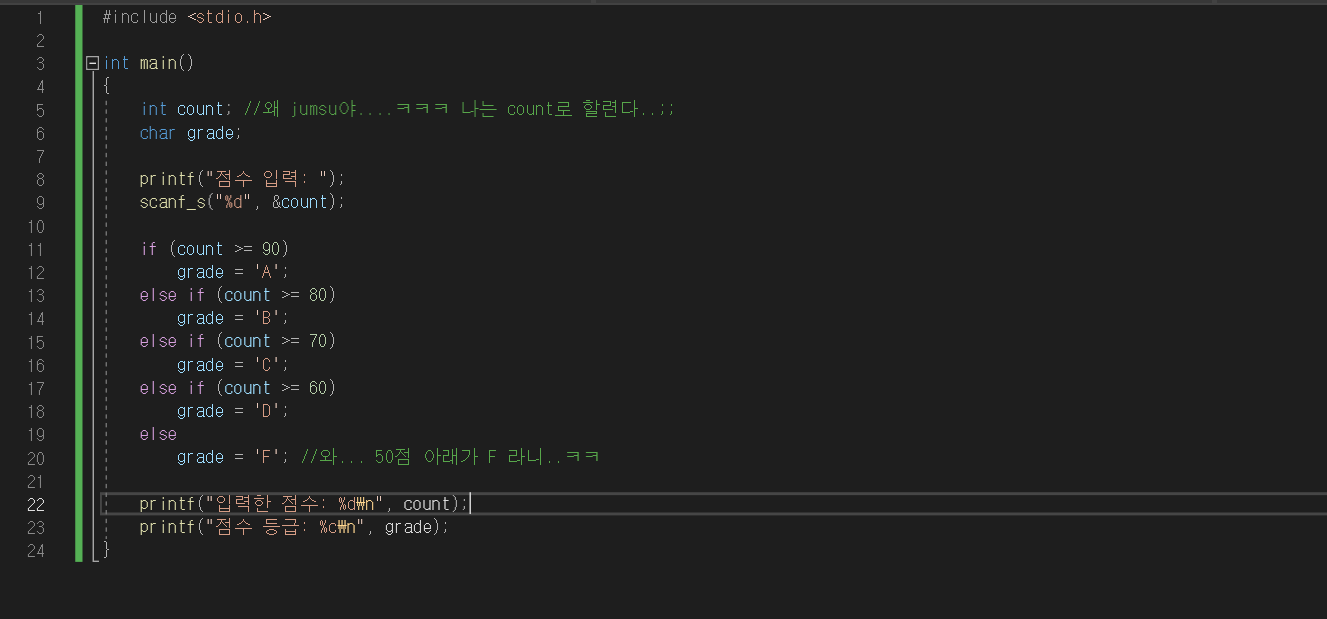 1 #include <stdio.h>
2
3 int main()
4 {
5 int count; //왜 jumsu야....ㅋㅋㅋ 나는 count로 할련다..;;
6 char grade;
7
8 printf("점수 입력: ");
9 scanf_s("%d", &count);
10
11 if (count >= 90)
12 grade = 'A';
13 else if (count >= 80)
14 grade = 'B';
15 else if (count >= 70)
16 grade = 'C';
17 else if (count >= 60)
18 grade = 'D';
19 else
20 grade = 'F'; //와... 50점 아래가 F 라니..ㅋㅋ
21
22 printf("입력한 점수: %d₩n", count);
23 printf("점수 등급: %c₩n", grade);
24 }